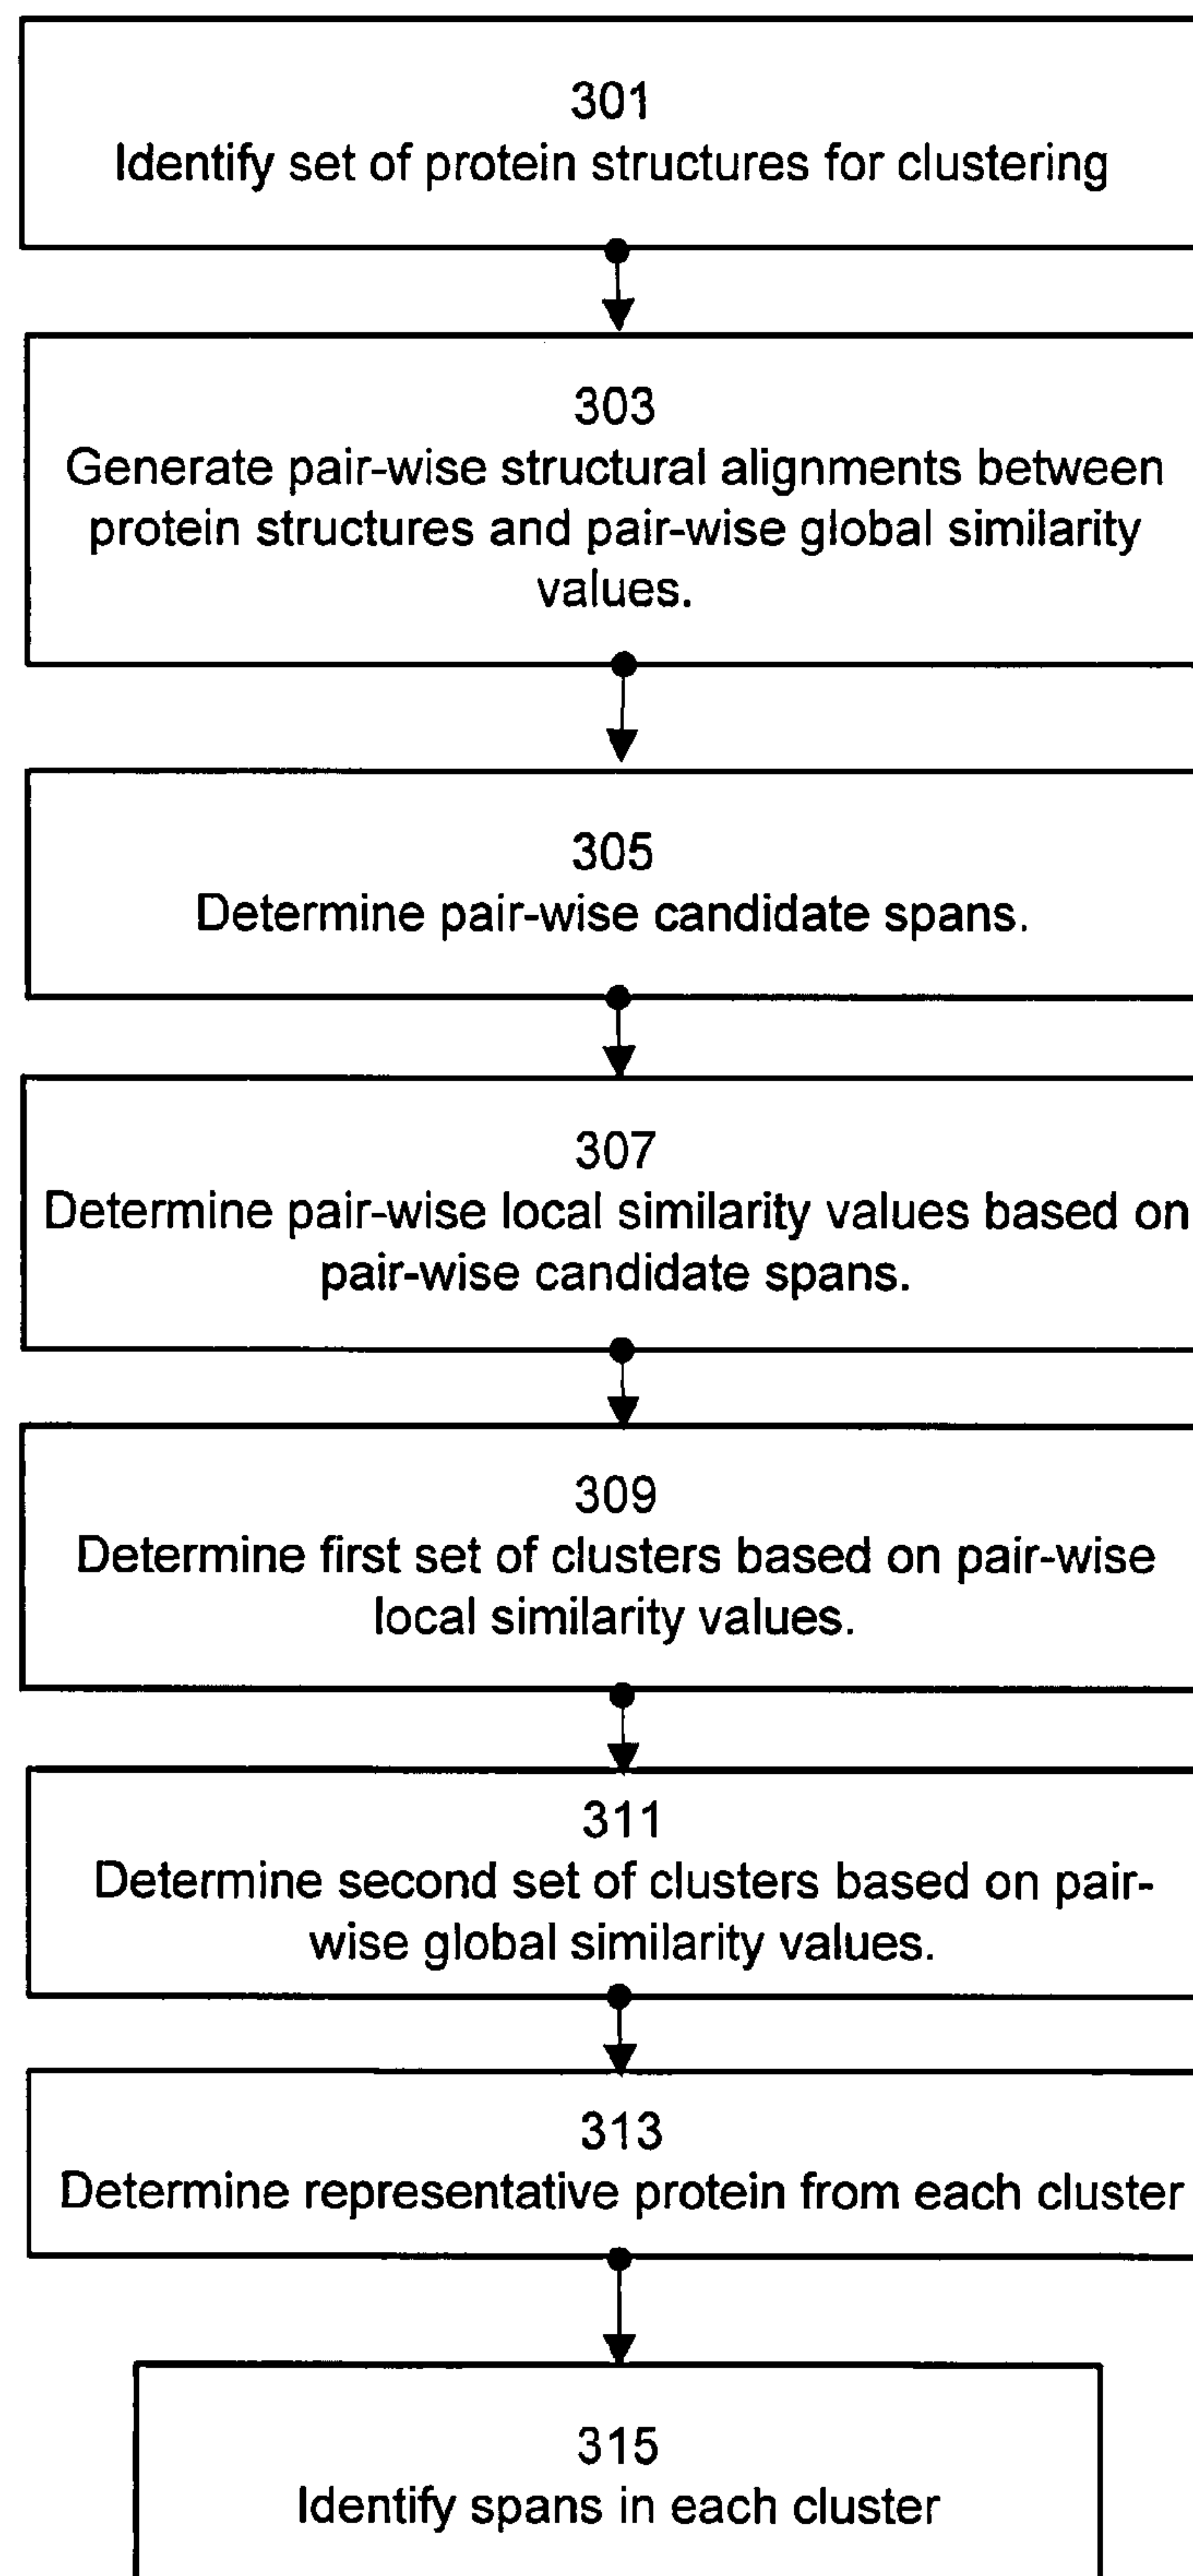 301
Identify set of protein structures for clustering
303
Generate pair-wise structural alignments between
protein structures and pair-wise global similarity
values.
305
Determine pair-wise candidate spans.
307
Determine pair-wise local similarity values based on
pair-wise candidate spans.
309
Determine first set of clusters based on pair-wise
local similarity values.
311
Determine second set of clusters based on pair-
wise global similarity values.
313
Determine representative protein from each cluster
315
Identify spans in each cluster